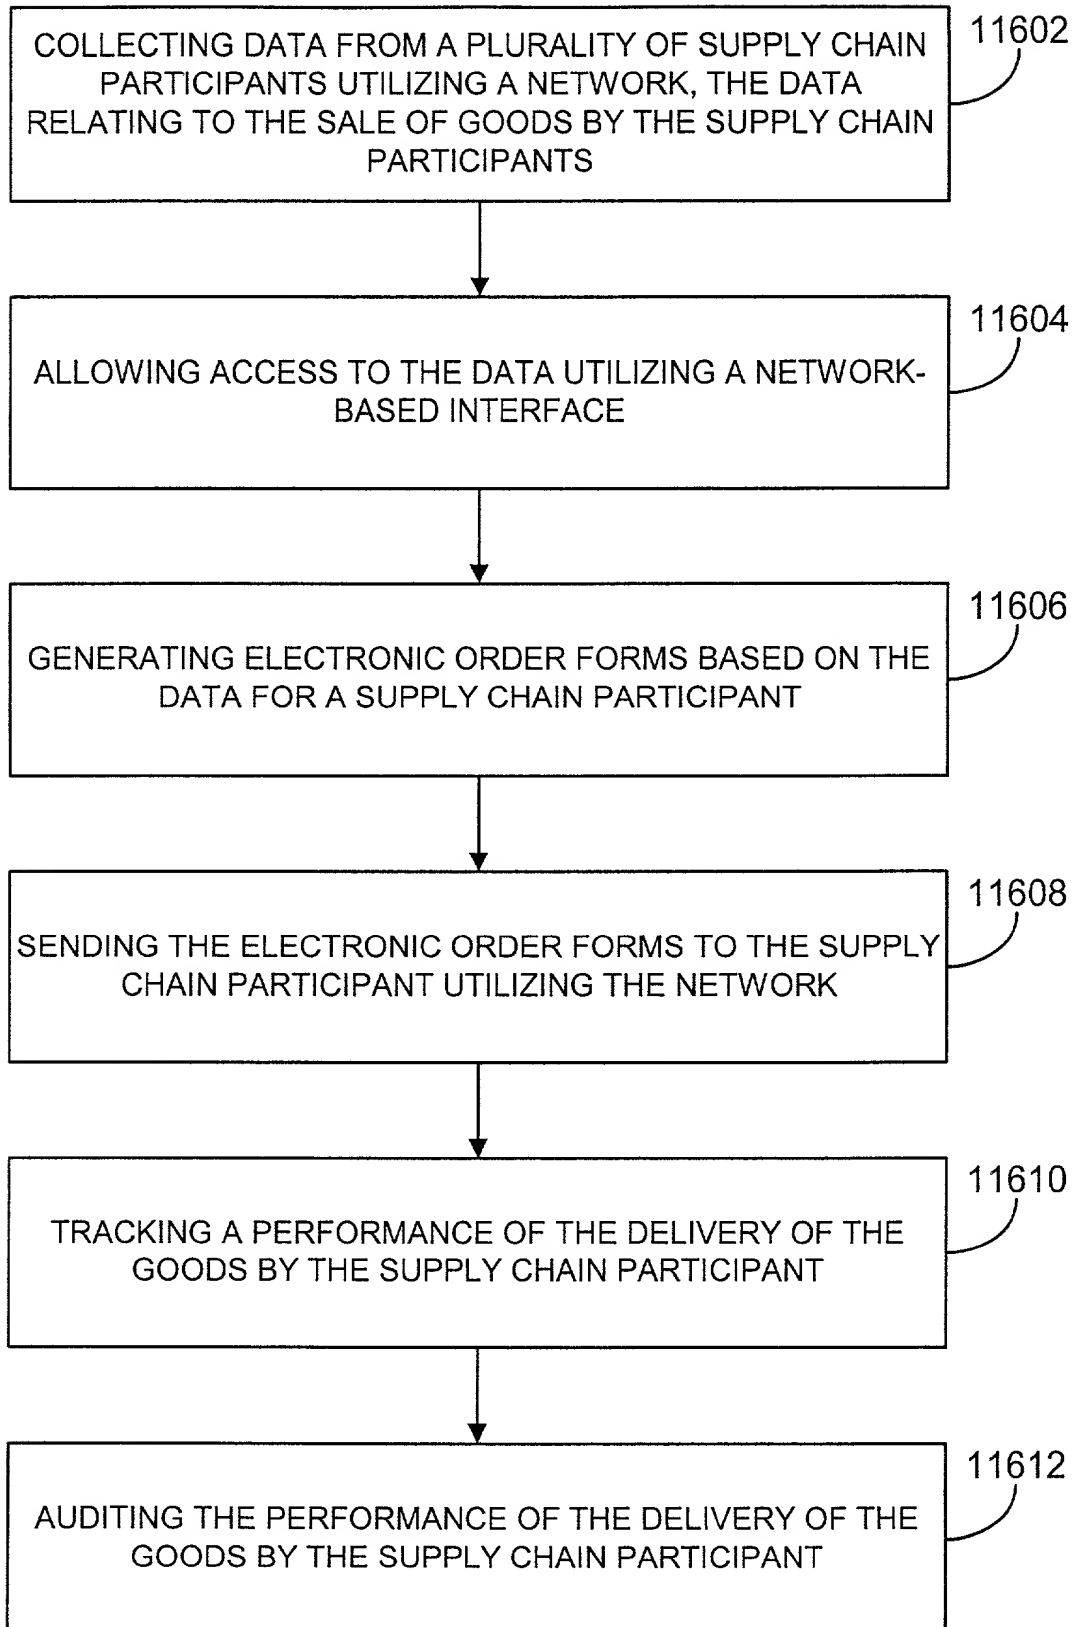 11602
COLLECTING DATA FROM A PLURALITY OF SUPPLY CHAIN
PARTICIPANTS UTILIZING A NETWORK, THE DATA
RELATING TO THE SALE OF GOODS BY THE SUPPLY CHAIN
PARTICIPANTS
11604
ALLOWING ACCESS TO THE DATA UTILIZING A NETWORK-
BASED INTERFACE
11606
GENERATING ELECTRONIC ORDER FORMS BASED ON THE
DATA FOR A SUPPLY CHAIN PARTICIPANT
11608
SENDING THE ELECTRONIC ORDER FORMS TO THE SUPPLY
CHAIN PARTICIPANT UTILIZING THE NETWORK
11610
TRACKING A PERFORMANCE OF THE DELIVERY OF THE
GOODS BY THE SUPPLY CHAIN PARTICIPANT
11612
AUDITING THE PERFORMANCE OF THE DELIVERY OF THE
GOODS BY THE SUPPLY CHAIN PARTICIPANT